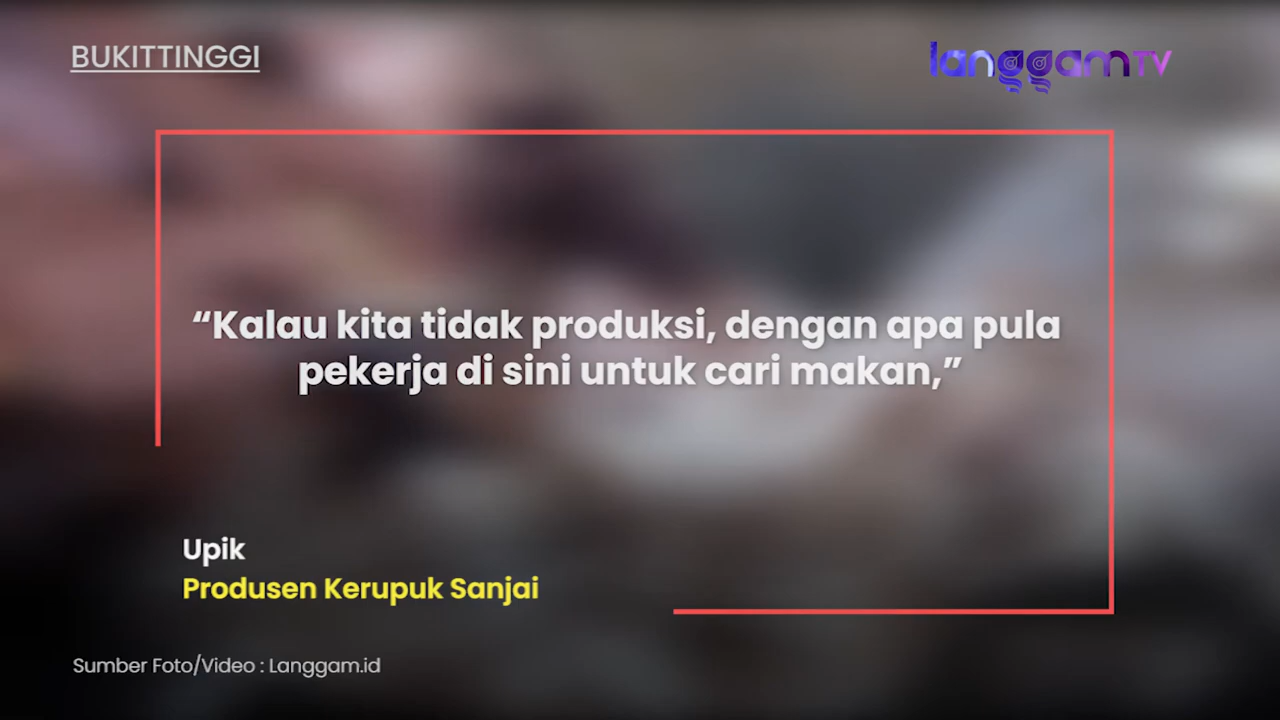 BUKITTINGGI
langgamTV
“Kalau kita tidak produksi, dengan apa pula
pekerja di sini untuk cari makan,”
Upik
Produsen Kerupuk Sanjai
Sumber Foto/Video : Langgam.id